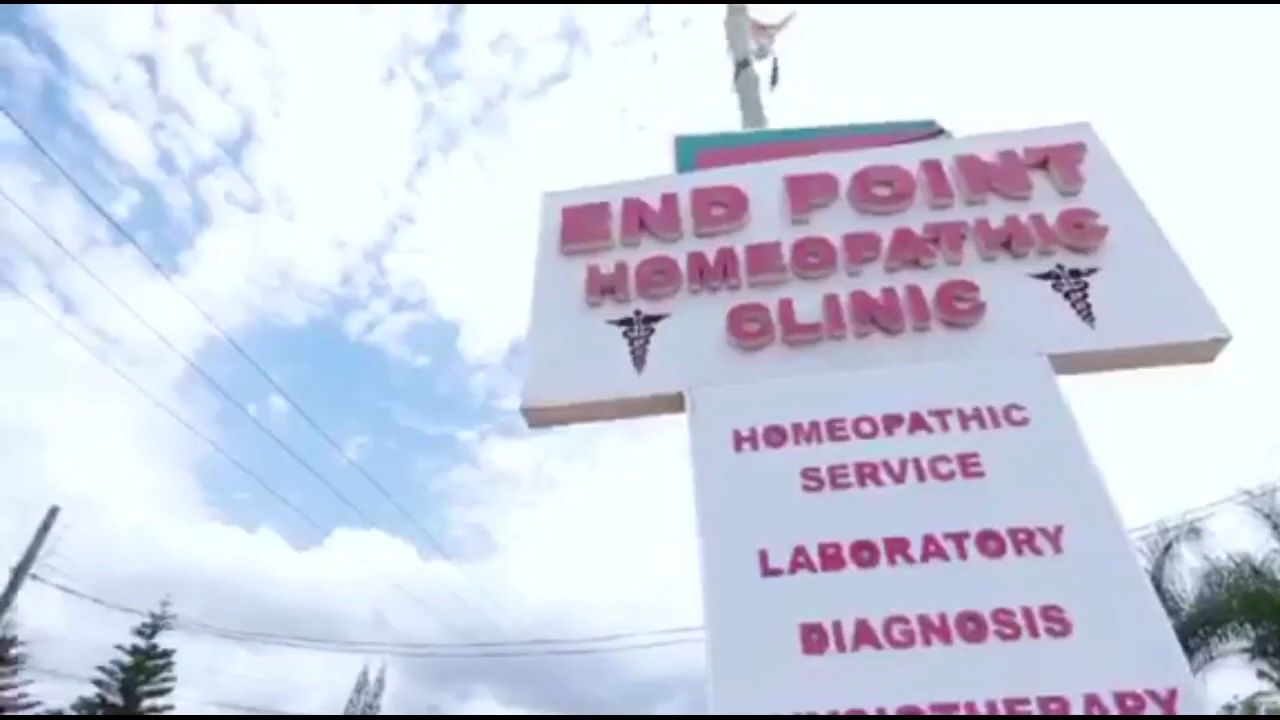 END POINT
HOMEOPATHIC
CLINIC
HOMEOPATHIC
SERVICE
LABORATORY
DIAGNOSIS